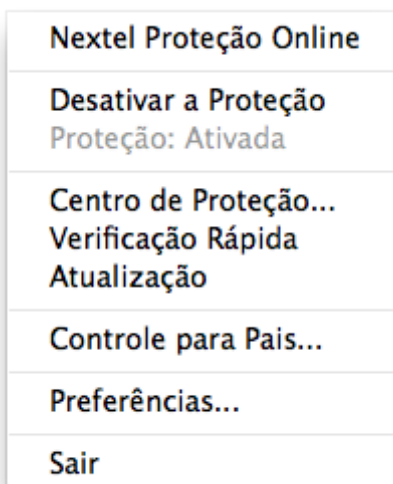 Nextel Proteção Online
Desativar a Proteção
Proteção: Ativada
Centro de Proteção...
Verificação Rápida
Atualização
Controle para Pais...
Preferências...
Sair